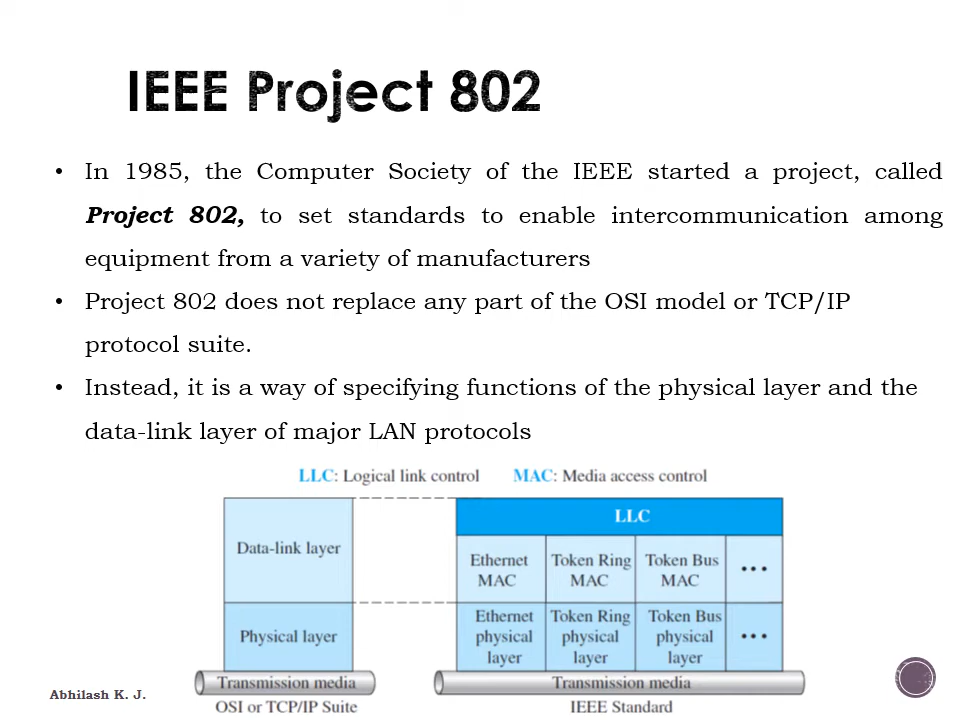 IEEE Project 802
• In 1985, the Computer Society of the IEEE started a project, called
Project 802, to set standards to enable intercommunication among
equipment from a variety of manufacturers
• Project 802 does not replace any part of the OSI model or TCP/IP
protocol suite.
• Instead, it is a way of specifying functions of the physical layer and the
data-link layer of major LAN protocols
LLC: Logical link control MAC: Media access control
LLC
Data-link layer
Ethernet
MAC
Token Ring
MAC
Token Bus
MAC
•••
Physical layer
Ethernet
physical
layer
Token Ring
physical
layer
Token Bus
physical
layer
•••
Transmission media
Transmission media
OSI or TCP/IP Suite
IEEE Standard
Abhilash K. J.